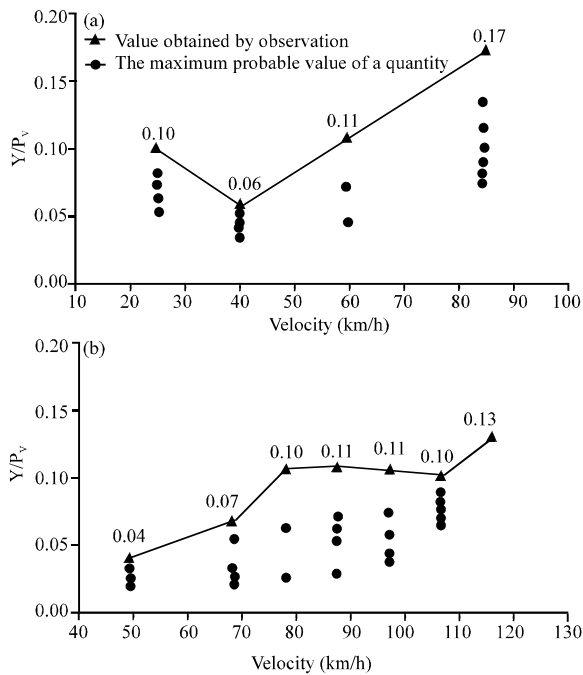 (a)
Value obtained by observation
The maximum probable value of a quantity
0.20
0.15
0.10
0.05
0.00
Y/Pv
0.10
0.06
0.11
0.17
10 20 30 40 50 60 70 80 90 100
Velocity (km/h)
(b)
0.20
0.15
0.10
0.05
0.00
Y/Pv
0.04
0.07
0.10
0.11
0.11
0.10
0.13
40 50 60 70 80 90 100 110 120 130
Velocity (km/h)